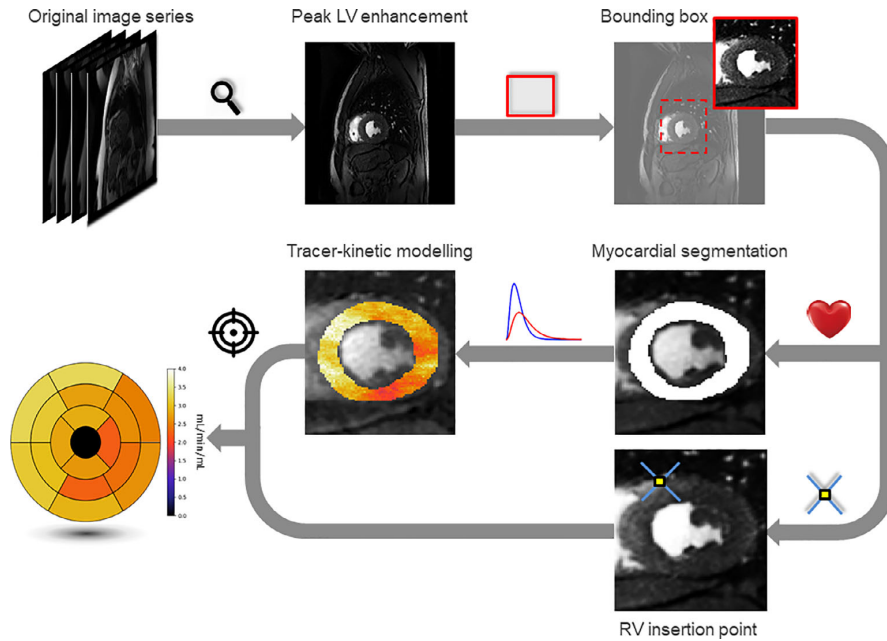 Original image series
Peak LV enhancement
Bounding box
Tracer-kinetic modelling
Myocardial segmentation
4.0
3.5
3.0
2.5
2.0
1.5
1.0
0.5
0.0
mL/min/mL
RV insertion point